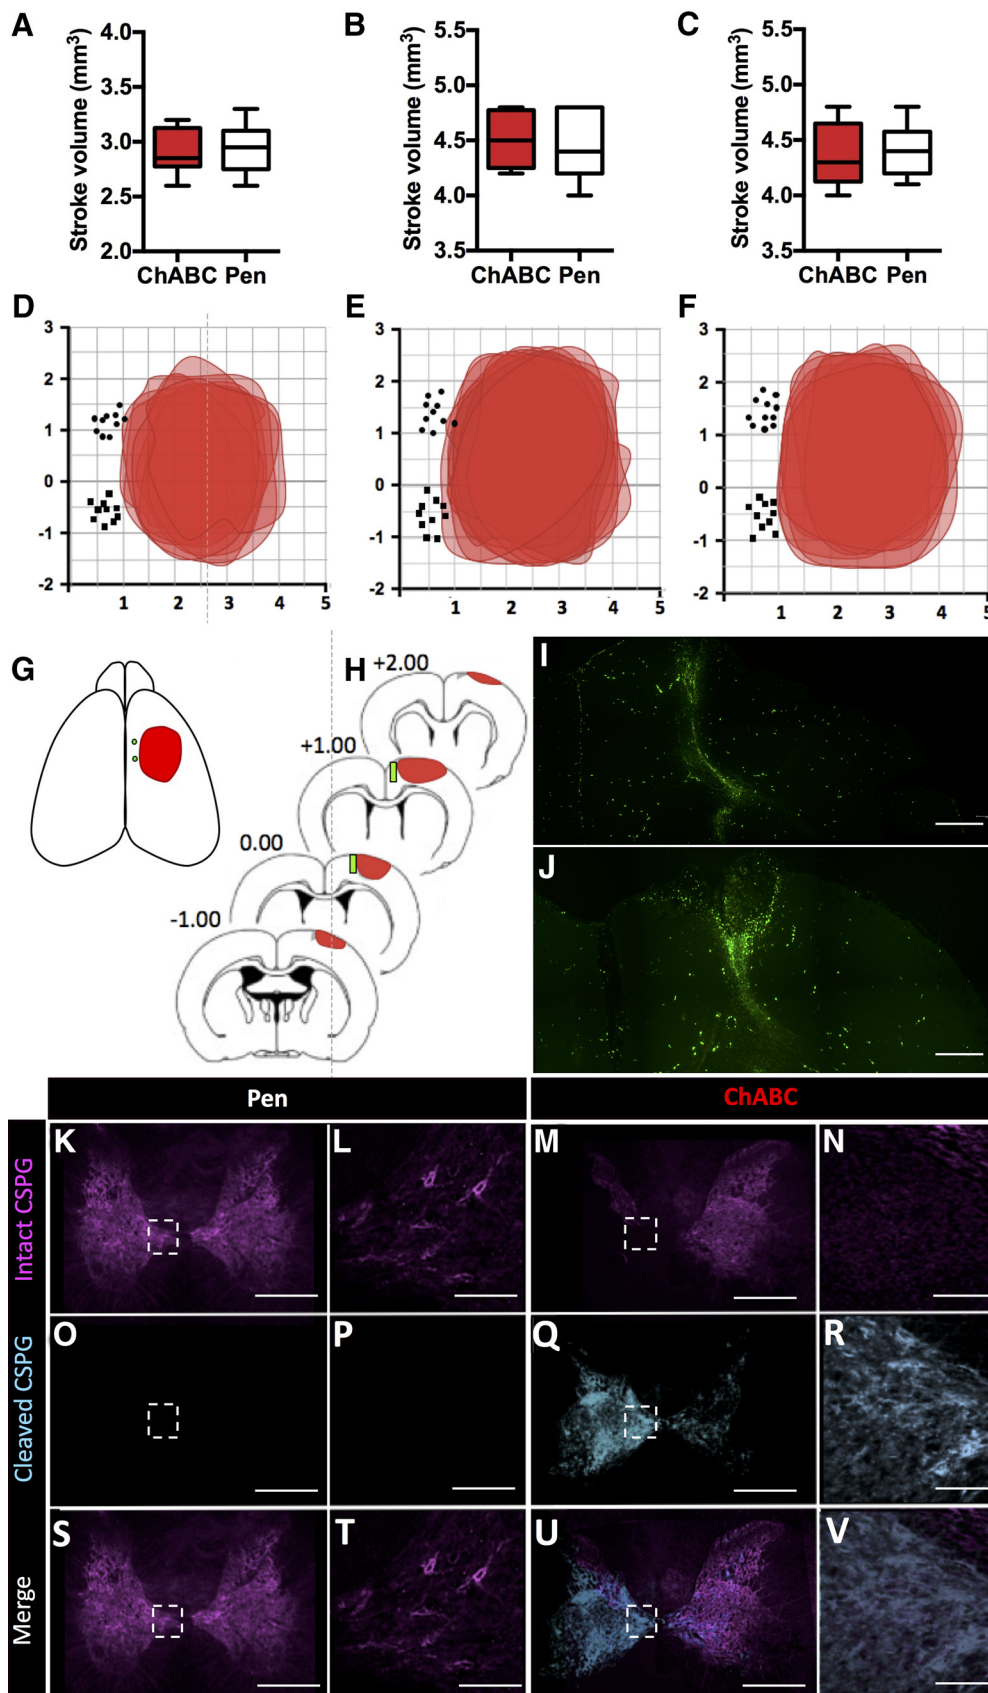 A
Stroke volume (mm³)
4.0
3.5
3.0
2.5
2.0
ChABC Pen
B
Stroke volume (mm³)
5.5
5.0
4.5
4.0
3.5
ChABC Pen
C
Stroke volume (mm³)
5.5
5.0
4.5
4.0
3.5
ChABC Pen
D
3
2
1
0
-1
-2
1 2 3 4 5
E
3
2
1
0
-1
-2
1 2 3 4 5
F
3
2
1
0
-1
-2
1 2 3 4 5
G
H
+2.00
+1.00
0.00
-1.00
I
J
Pen
ChABC
Intact CSPG
K
L
M
N
Cleaved CSPG
O
P
Q
R
Merge
S
T
U
V